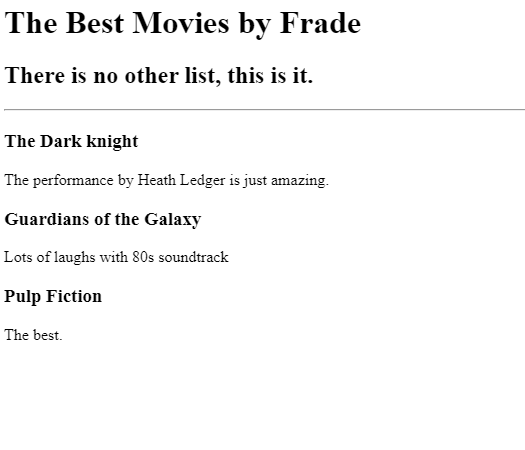 The Best Movies by Frade
There is no other list, this is it.
The Dark knight
The performance by Heath Ledger is just amazing.
Guardians of the Galaxy
Lots of laughs with 80s soundtrack
Pulp Fiction
The best.